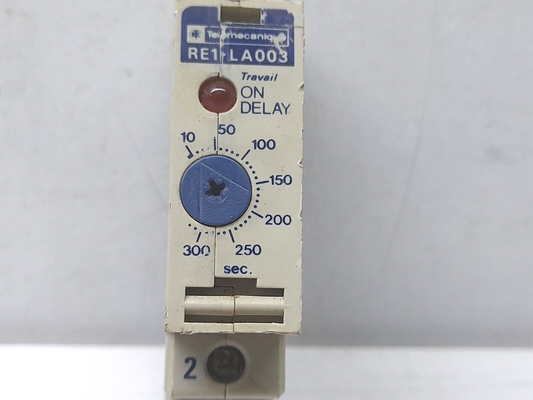 Telemecanique
RE1-LA003
Travail
ON
DELAY
10
50
100
150
200
250
300
sec.
2